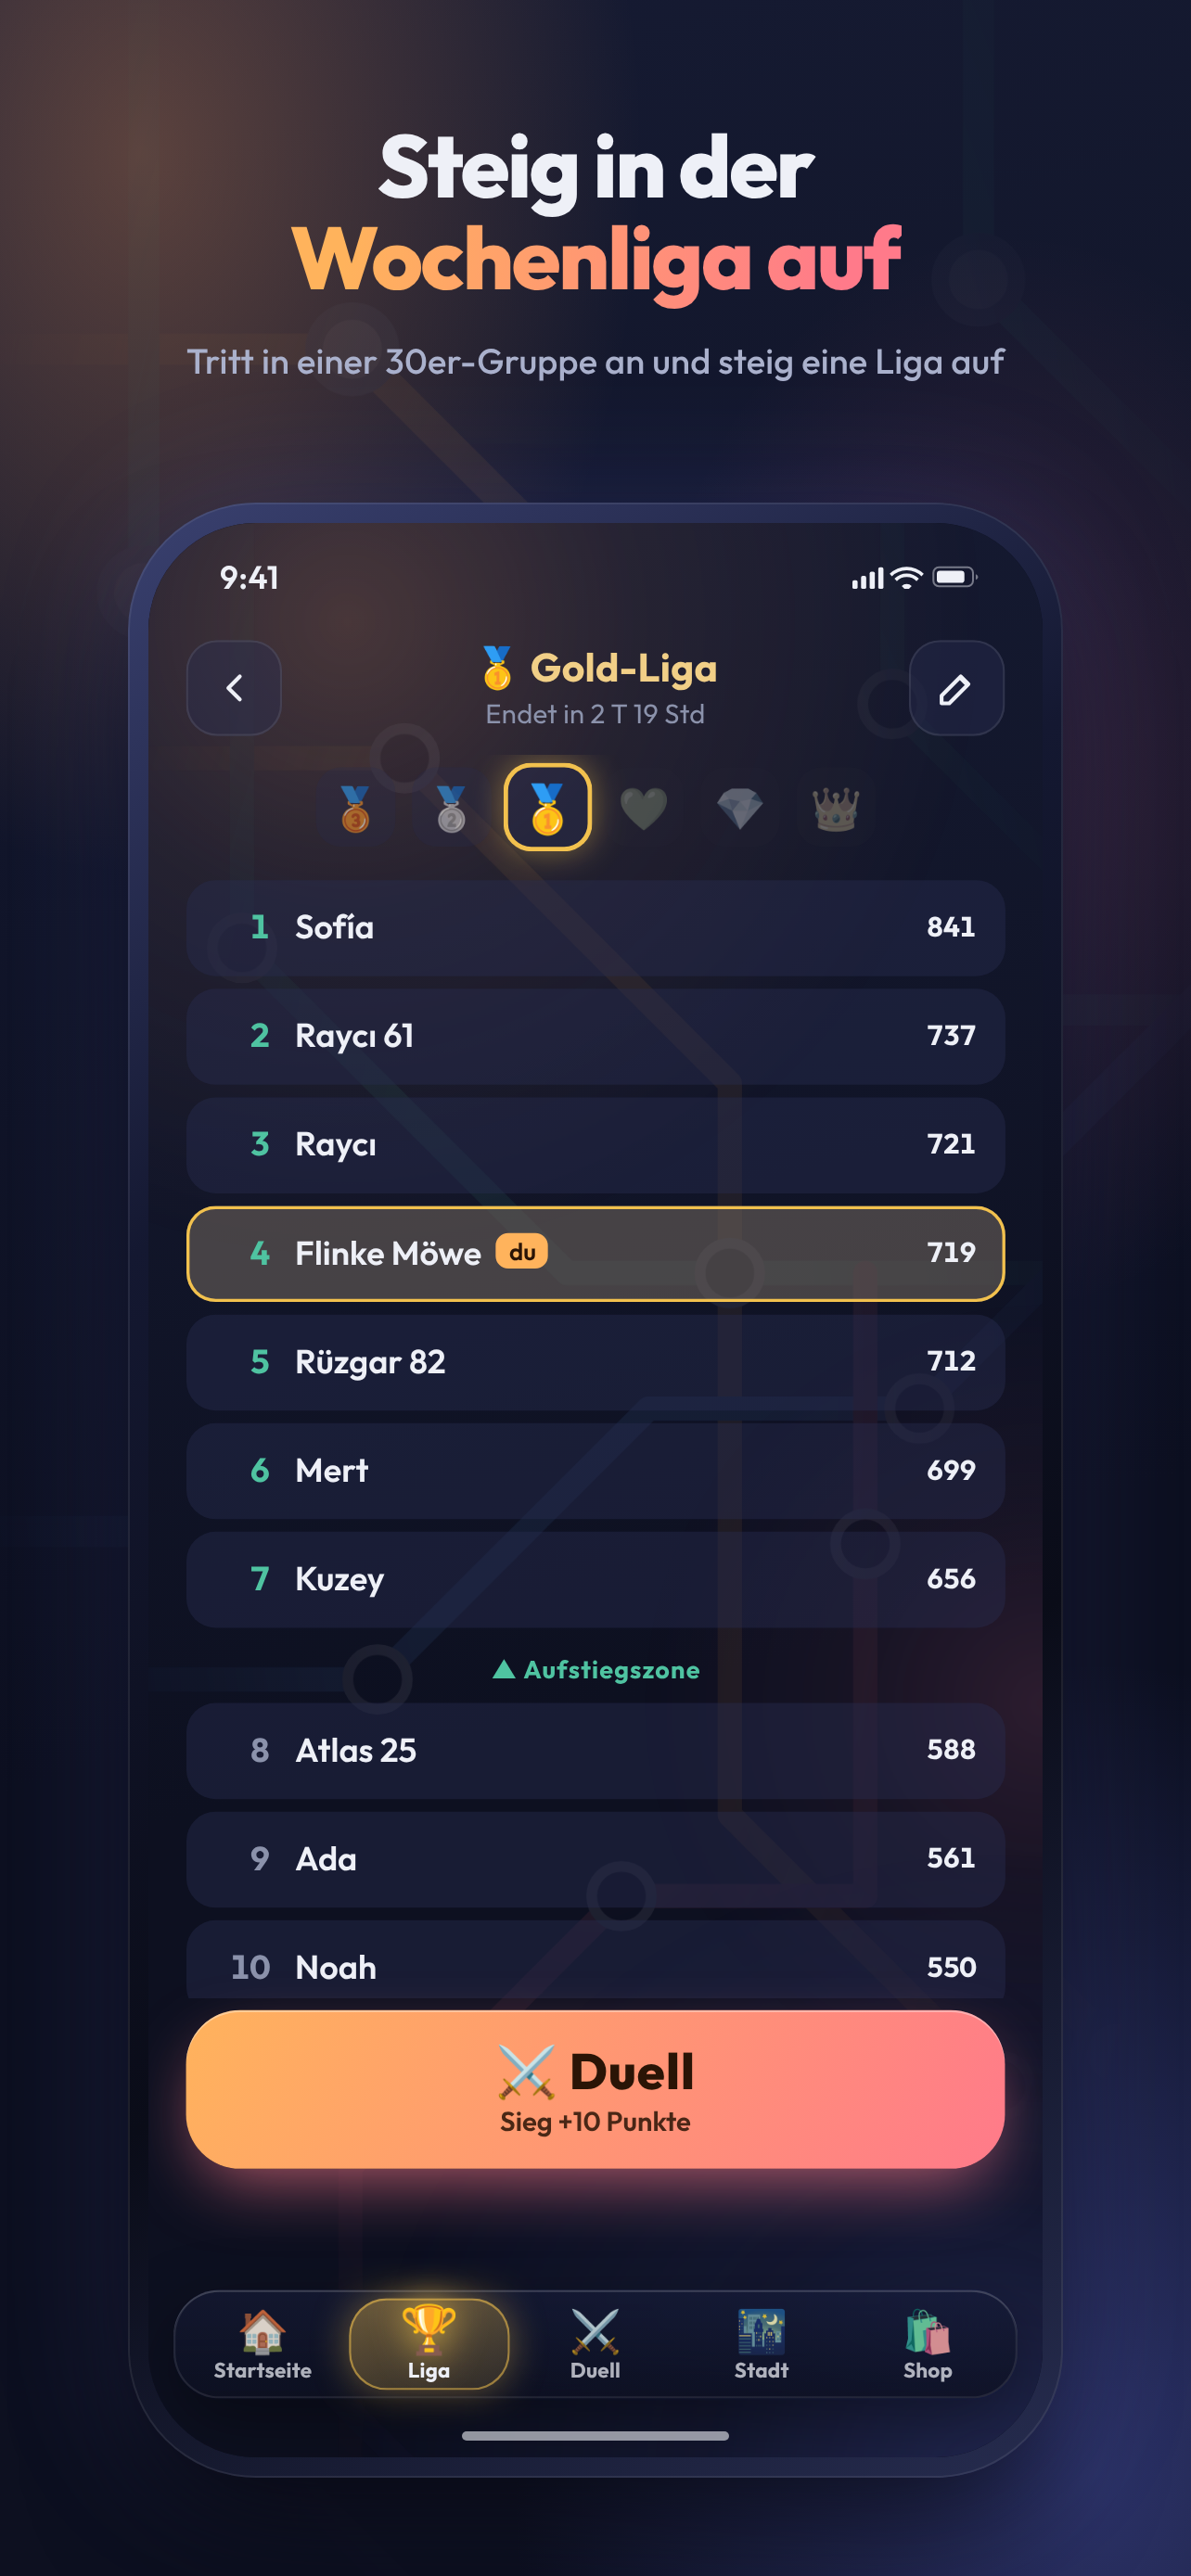 Steig in der
Wochenliga auf
Tritt in einer 30er-Gruppe an und steig eine Liga auf
9:41
🥇 Gold-Liga
Endet in 2 T 19 Std
1 Sofía 841
2 Raycı 61 737
3 Raycı 721
4 Flinke Möwe du 719
5 Rüzgar 82 712
6 Mert 699
7 Kuzey 656
▲ Aufstiegszone
8 Atlas 25 588
9 Ada 561
10 Noah 550
⚔️ Duell
Sieg +10 Punkte
Startseite Liga Duell Stadt Shop